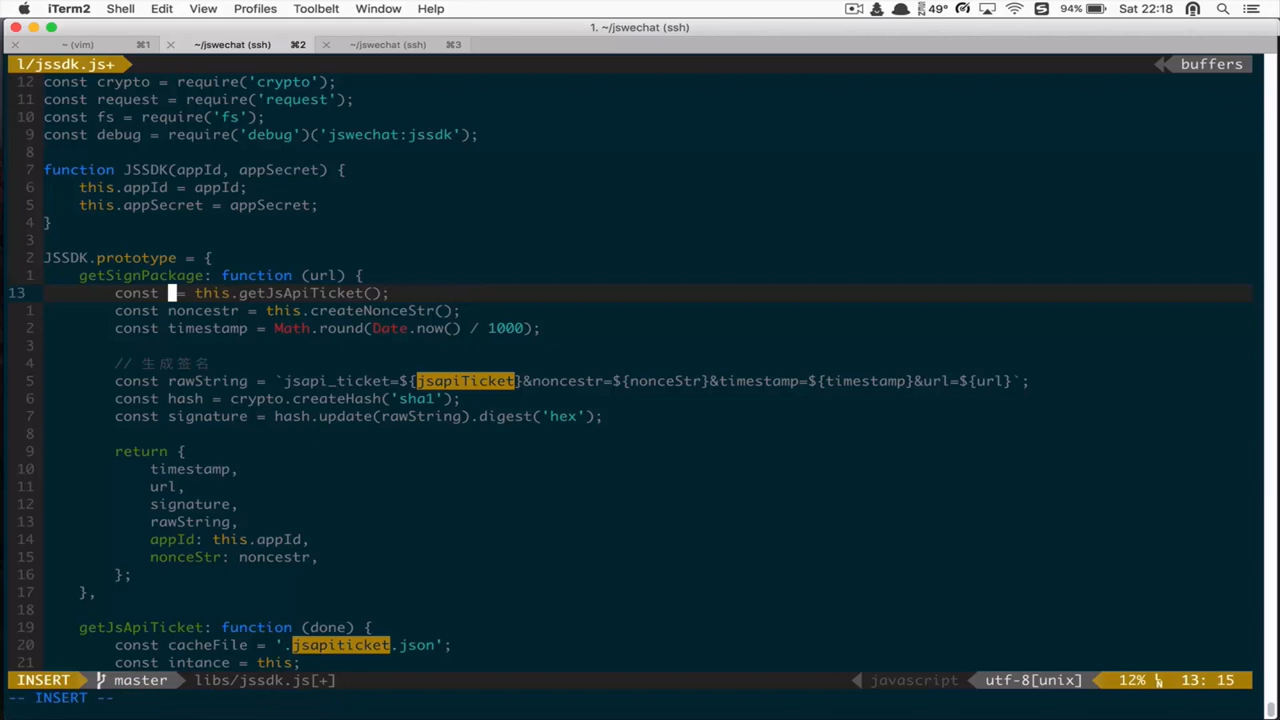 iTerm2 Shell Edit View Profiles Toolbelt Window Help 49° 94% Sat 22:18
1. ~/jswechat (ssh)
~ (vim) ⌘1 ~/jswechat (ssh) ⌘2 ~/jswechat (ssh) ⌘3
l/jssdk.js+ buffers
12 const crypto = require('crypto');
11 const request = require('request');
10 const fs = require('fs');
9 const debug = require('debug')('jswechat:jssdk');
8
7 function JSSDK(appId, appSecret) {
6 this.appId = appId;
5 this.appSecret = appSecret;
4 }
3
2 JSSDK.prototype = {
1 getSignPackage: function (url) {
13 const = this.getJsApiTicket();
1 const noncestr = this.createNonceStr();
2 const timestamp = Math.round(Date.now() / 1000);
3
4 // 生成签名
5 const rawString = `jsapi_ticket=${jsapiTicket}&noncestr=${nonceStr}&timestamp=${timestamp}&url=${url}`;
6 const hash = crypto.createHash('sha1');
7 const signature = hash.update(rawString).digest('hex');
8
9 return {
10 timestamp,
11 url,
12 signature,
13 rawString,
14 appId: this.appId,
15 nonceStr: noncestr,
16 };
17 },
18
19 getJsApiTicket: function (done) {
20 const cacheFile = '.jsapiticket.json';
21 const intance = this;
INSERT master libs/jssdk.js[+] javascript utf-8[unix] 12% 13: 15
-- INSERT --